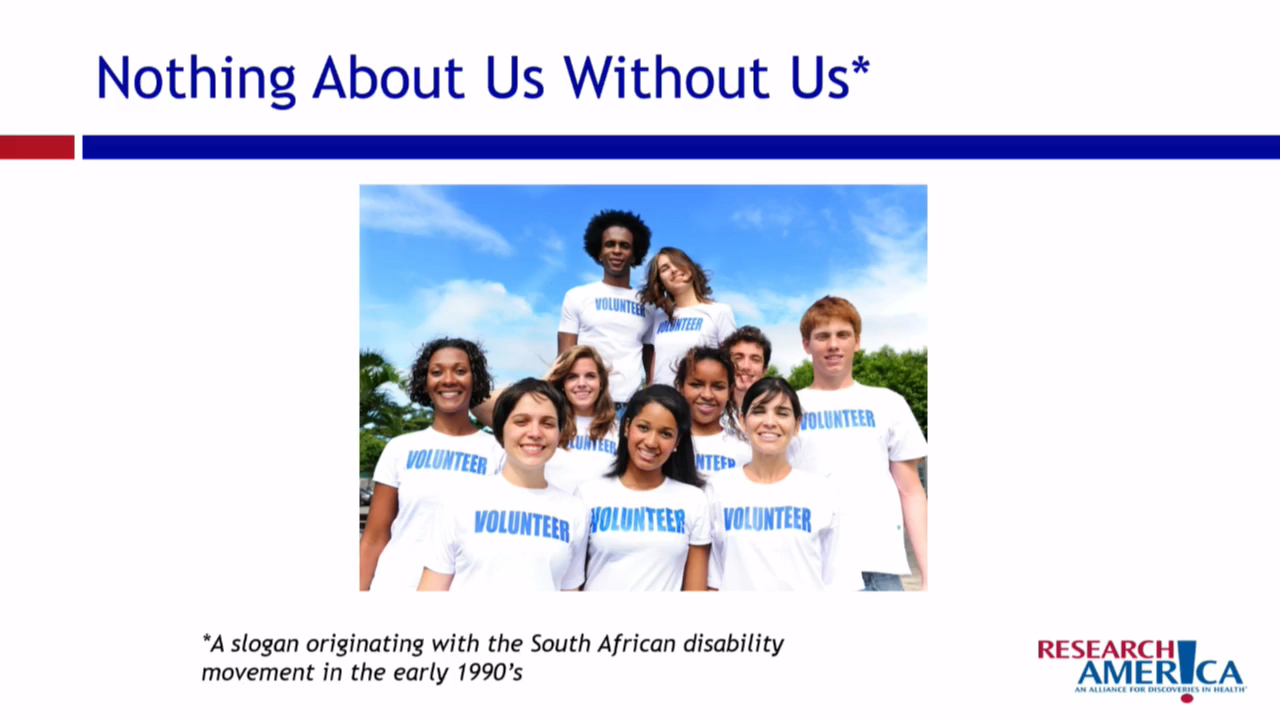 Nothing About Us Without Us*
VOLUNTEER
VOLUNTEER
VOLUNTEER
VOLUNTEER
VOLUNTEER
VOLUNTEER
VOLUNTEER
*A slogan originating with the South African disability
movement in the early 1990's
RESEARCH!
AMERICA
AN ALLIANCE FOR DISCOVERIES IN HEALTH